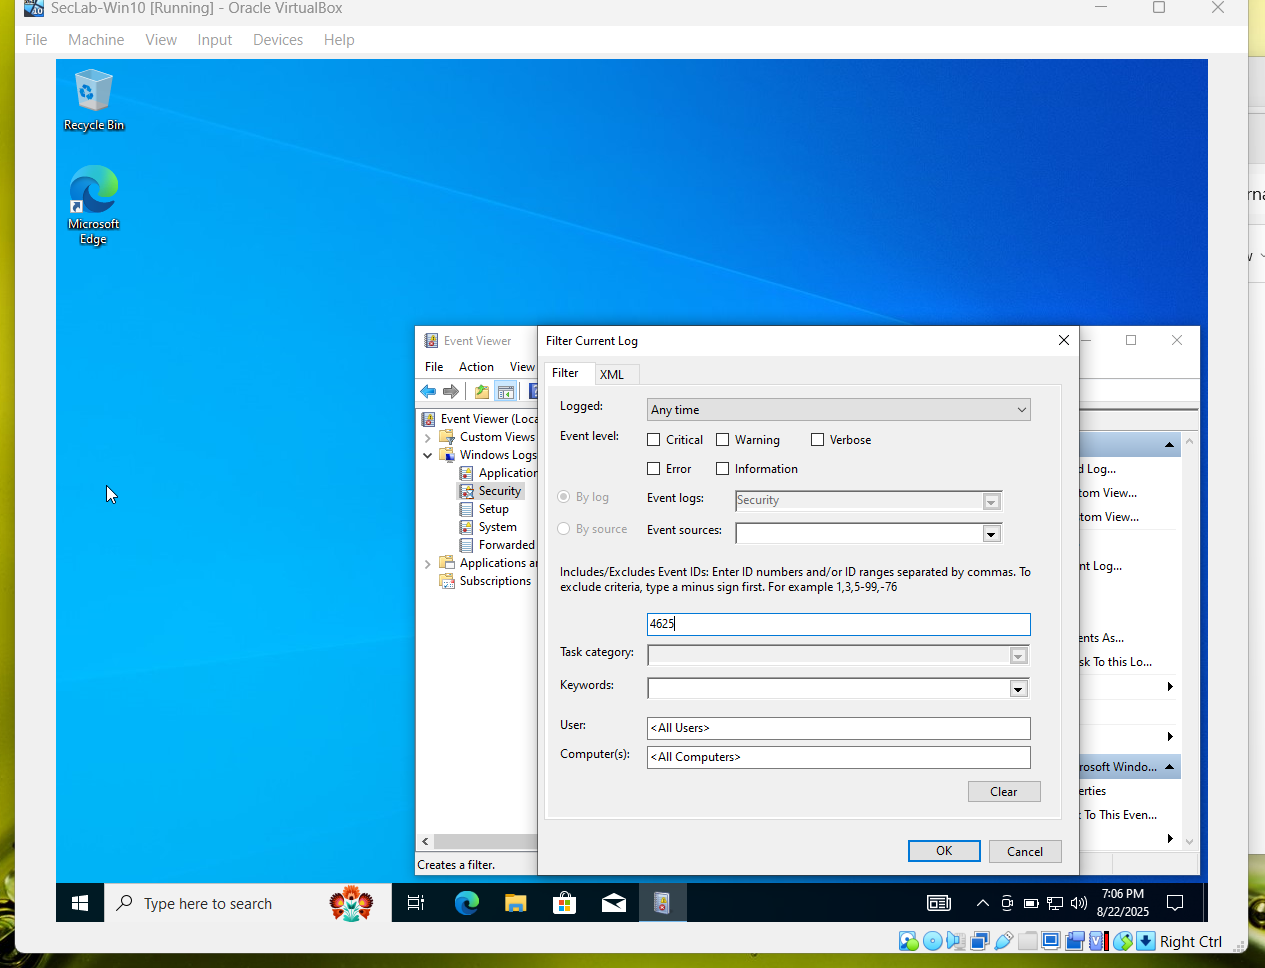 SecLab-Win10 [Running] - Oracle VirtualBox
File Machine View Input Devices Help
Recycle Bin
Microsoft
Edge
Event Viewer
File Action View
Event Viewer (Loca
Custom Views
Windows Logs
Application
Security
Setup
System
Forwarded
Applications a
Subscriptions
Creates a filter.
Filter Current Log
Filter XML
Logged: Any time
Event level: Critical Warning Verbose
Error Information
By log Event logs: Security
By source Event sources:
Includes/Excludes Event IDs: Enter ID numbers and/or ID ranges separated by commas. To
exclude criteria, type a minus sign first. For example 1,3,5-99,-76
4625
Task category:
Keywords:
User: <All Users>
Computer(s): <All Computers>
Clear
OK Cancel
d Log...
tom View...
tom View...
nt Log...
ents As...
sk To this Lo...
rosoft Windo...
erties
To This Even...
Type here to search
7:06 PM
8/22/2025
Right Ctrl